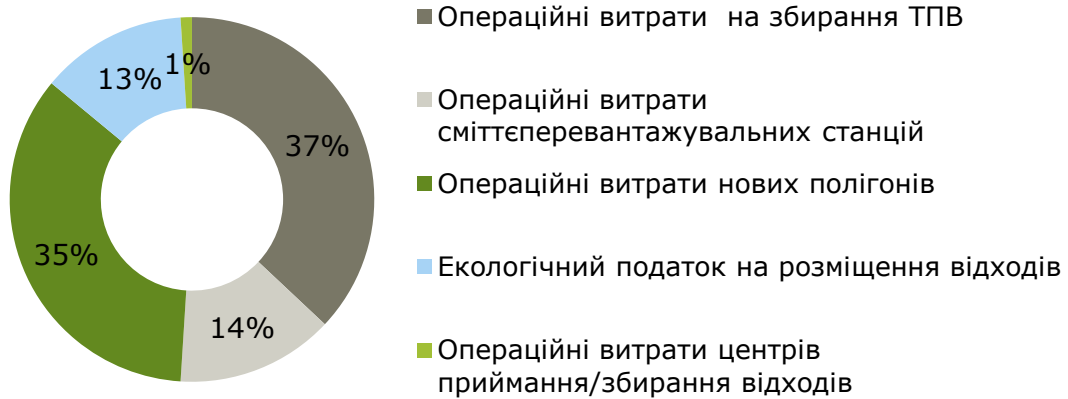 Операційні витрати  на збирання ТПВ
Операційні витрати
сміттєперевантажувальних станцій
Операційні витрати нових полігонів
Екологічний податок на розміщення відходів
Операційні витрати центрів
приймання/збирання відходів
37%
14%
35%
13%
1%